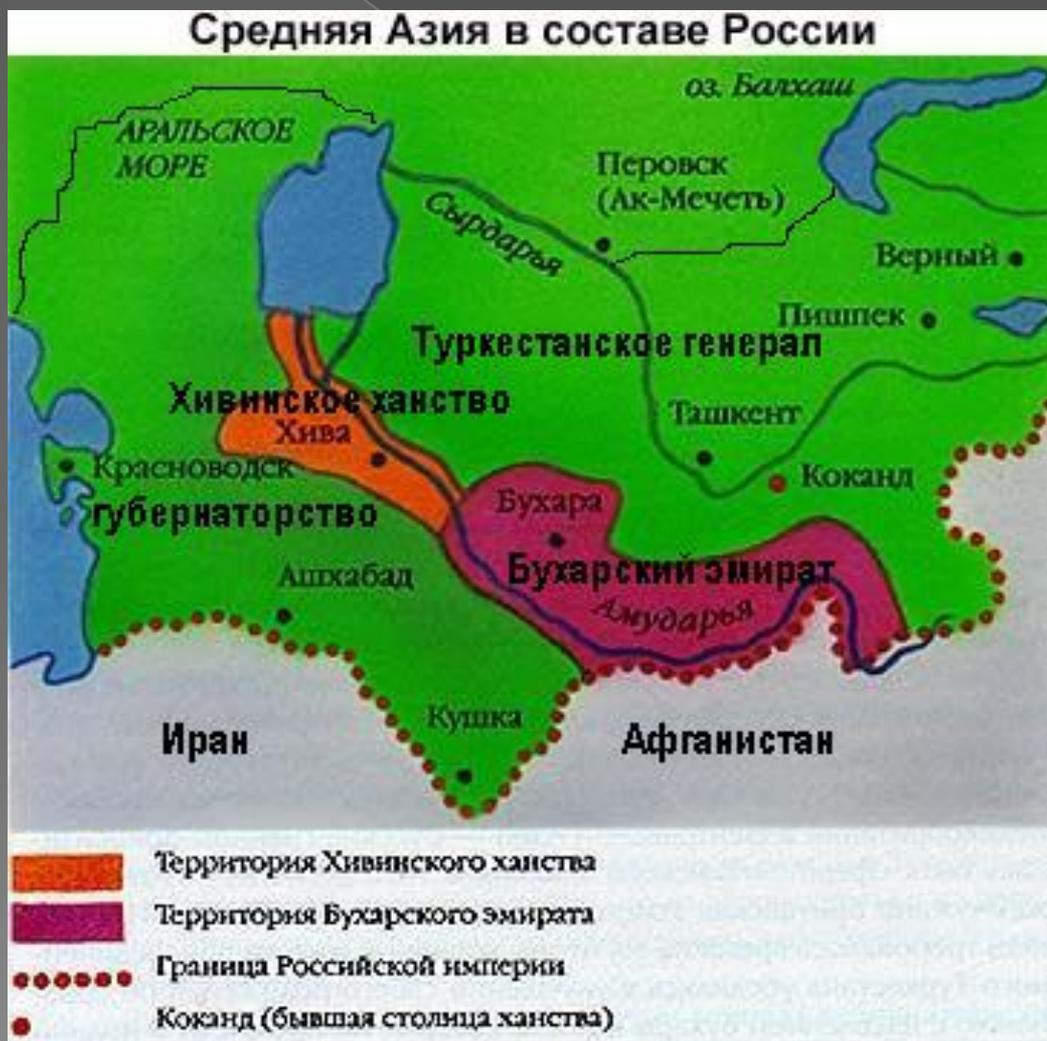 Средняя Азия в составе России
оз. Балхаш
АРАЛЬСКОЕ
МОРЕ
Перовск
(Ак-Мечеть)
Сырдарья
Верный
Пишпек
Туркестанское генерал
Хивинское ханство
Хива
Ташкент
Красноводск
Коканд
губернаторство
Бухара
Ашхабад
Бухарский эмират
Амударья
Кушка
Иран
Афганистан
Территория Хивинского ханства
Территория Бухарского эмирата
Граница Российской империи
Коканд (бывшая столица ханства)